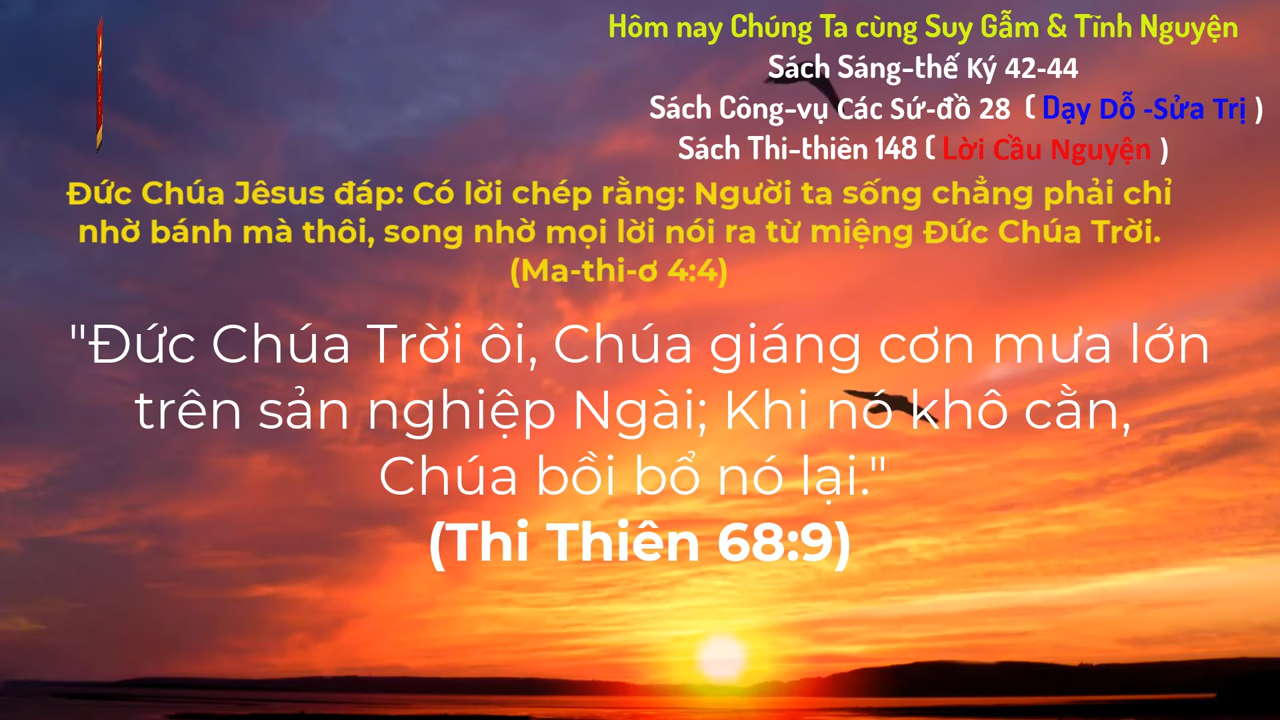 Hôm nay Chúng Ta cùng Suy Gẫm & Tĩnh Nguyện
Sách Sáng-thế Ký 42-44
Sách Công-vụ Các Sứ-đồ 28 ( Dạy Dỗ -Sửa Trị )
Sách Thi-thiên 148 ( Lời Cầu Nguyện )
Đức Chúa Jêsus đáp: Có lời chép rằng: Người ta sống chẳng phải chỉ
nhờ bánh mà thôi, song nhờ mọi lời nói ra từ miệng Đức Chúa Trời.
(Ma-thi-ơ 4:4)
"Đức Chúa Trời ôi, Chúa giáng cơn mưa lớn
trên sản nghiệp Ngài; Khi nó khô cằn,
Chúa bồi bổ nó lại."
(Thi Thiên 68:9)